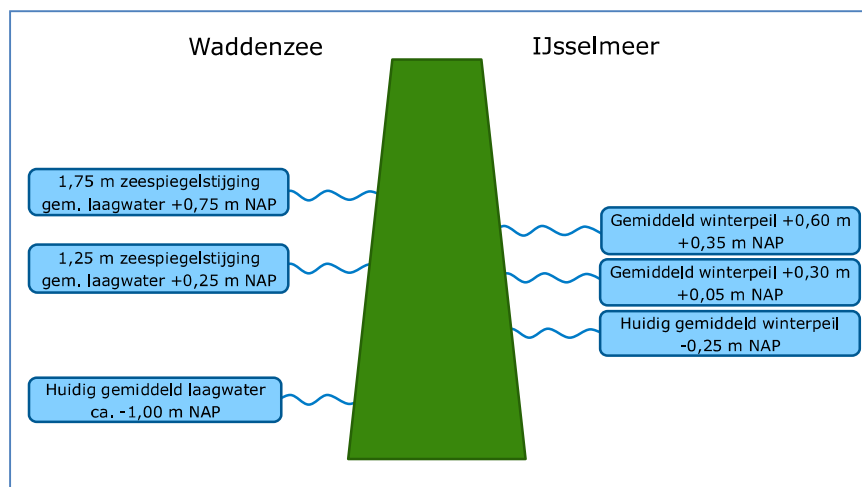 Waddenzee
IJsselmeer
1,75 m zeespiegelstijging
gem. laagwater +0,75 m NAP
1,25 m zeespiegelstijging
gem. laagwater +0,25 m NAP
Huidig gemiddeld laagwater
ca. -1,00 m NAP
Gemiddeld winterpeil +0,60 m
+0,35 m NAP
Gemiddeld winterpeil +0,30 m
+0,05 m NAP
Huidig gemiddeld winterpeil
-0,25 m NAP